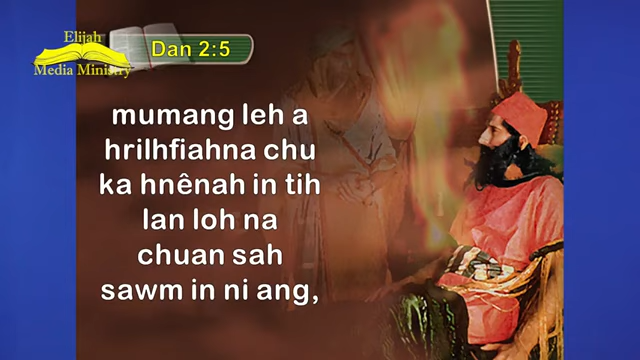 Elijah
Media Ministry
Dan 2:5
mumang leh a
hrilhfiahna chu
ka hnênah in tih
lan loh na
chuan sah
sawm in ni ang,